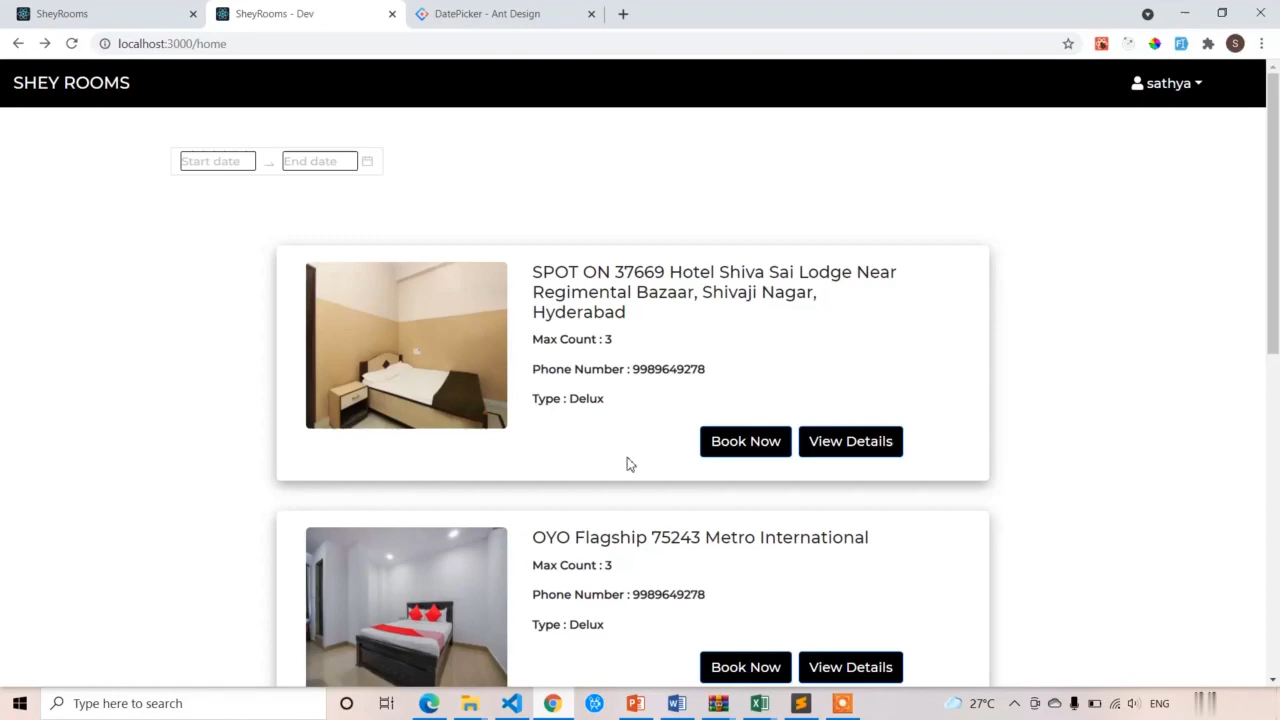 SheyRooms
SheyRooms - Dev
DatePicker - Ant Design
localhost:3000/home
S
SHEY ROOMS
sathya
Start date
End date
SPOT ON 37669 Hotel Shiva Sai Lodge Near
Regimental Bazaar, Shivaji Nagar,
Hyderabad
Max Count : 3
Phone Number : 9989649278
Type : Delux
Book Now
View Details
OYO Flagship 75243 Metro International
Max Count : 3
Phone Number : 9989649278
Type : Delux
Book Now
View Details
Type here to search
27°C
ENG